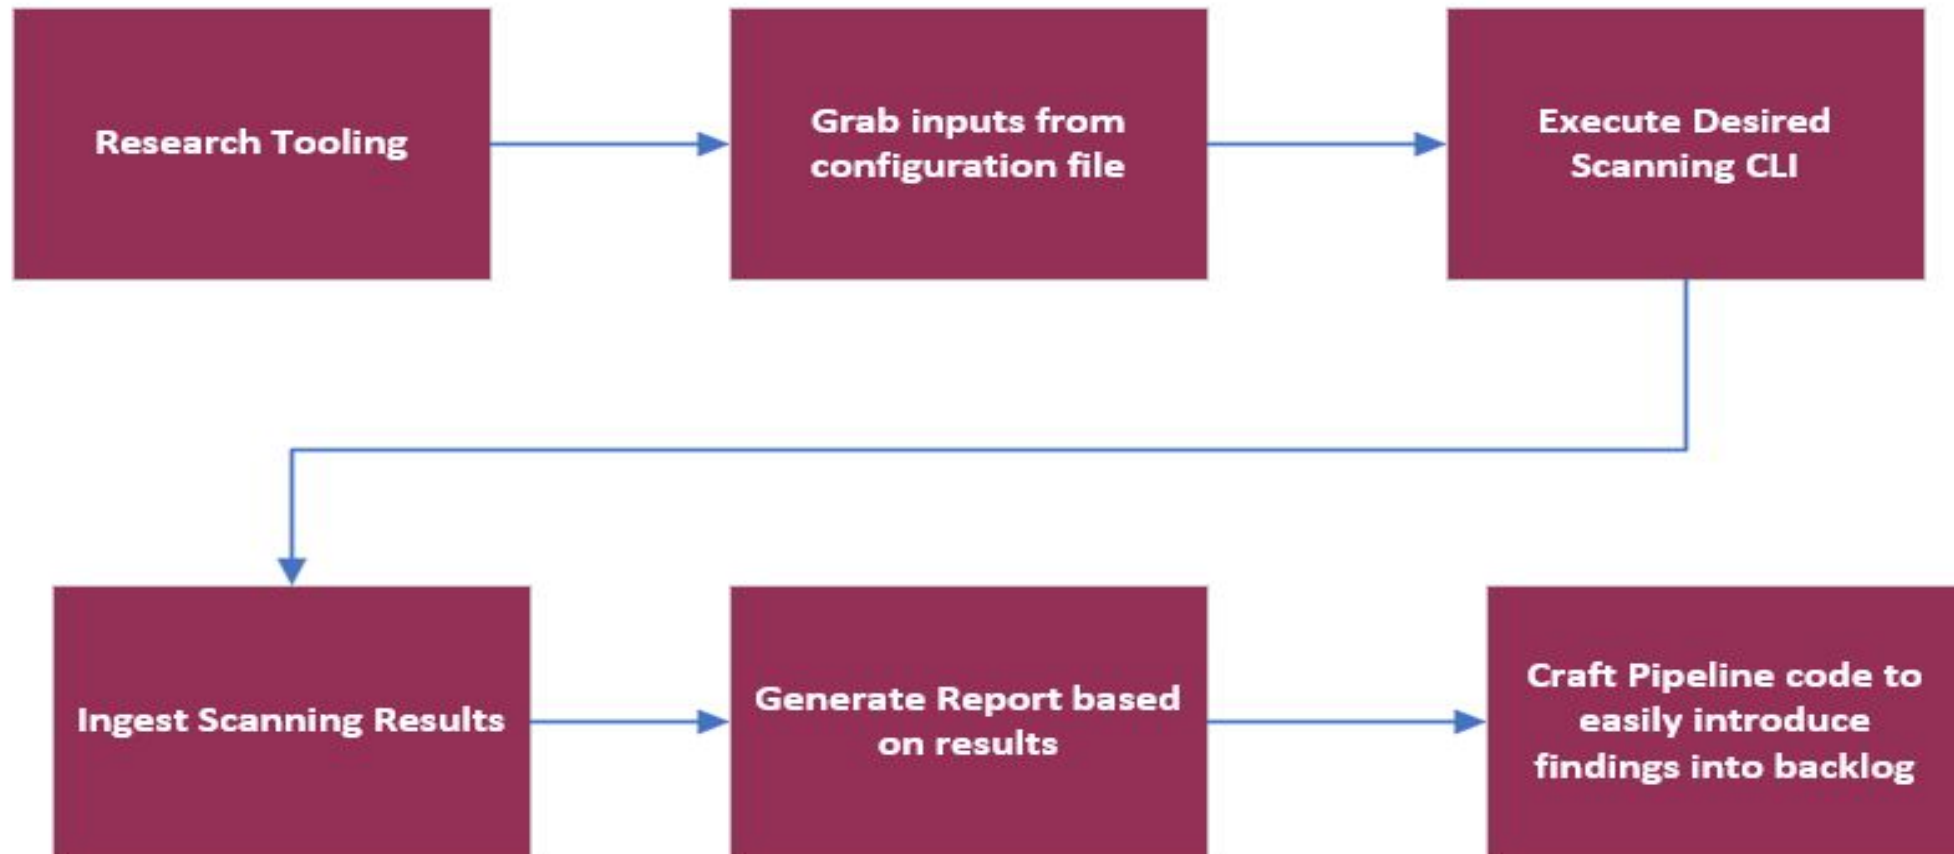 Research Tooling
Grab inputs from
configuration file
Execute Desired
Scanning CLI
Ingest Scanning Results
Generate Report based
on results
Craft Pipeline code to
easily introduce
findings into backlog